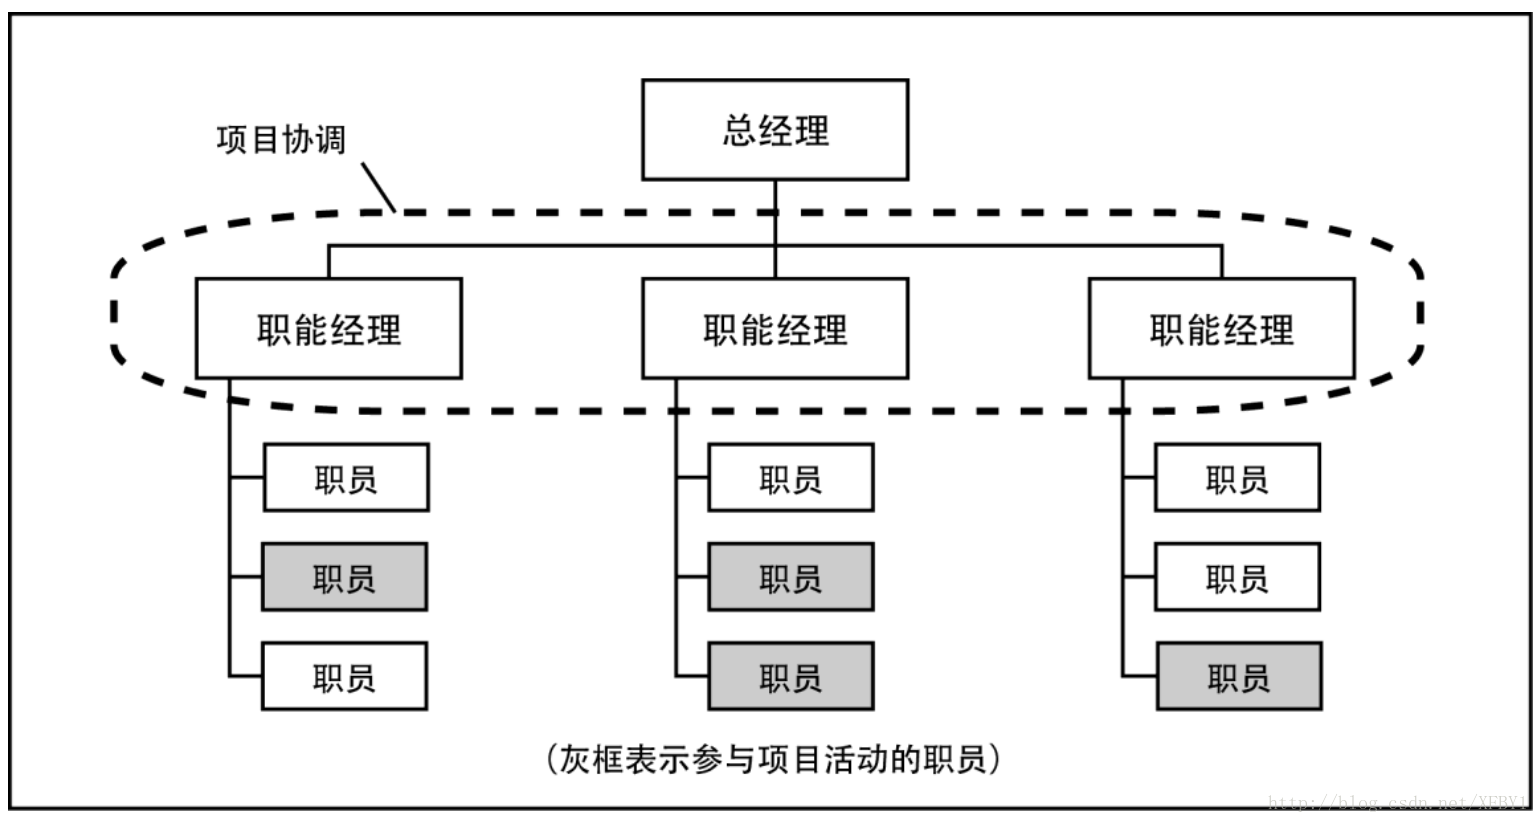 总经理
项目协调
职能经理 职能经理 职能经理
职员 职员 职员
职员 职员 职员
职员 职员 职员
（灰框表示参与项目活动的职员）
http://blog.csdn.net/XFBY1